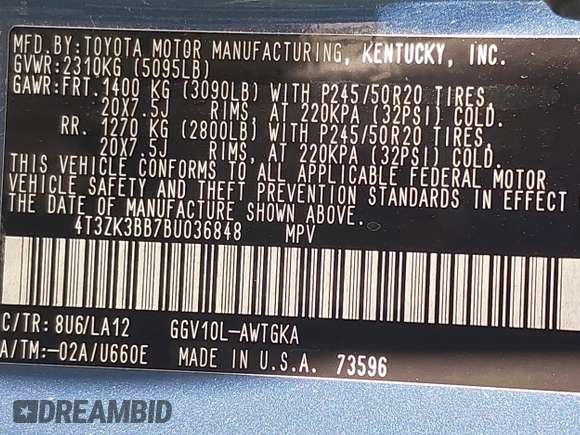 MFD.BY:TOYOTA MOTOR MANUFACTURING, KENTUCKY, INC.
GVWR:2310KG (5095LB)
GAWR:FRT.1400 KG (3090LB) WITH P245/50R20 TIRES,
20X7.5J RIMS, AT 220KPA (32PSI) COLD.
RR. 1270 KG (2800LB) WITH P245/50R20 TIRES,
20X7.5J RIMS, AT 220KPA (32PSI) COLD.
THIS VEHICLE CONFORMS TO ALL APPLICABLE FEDERAL MOTOR
VEHICLE SAFETY AND THEFT PREVENTION STANDARDS IN EFFECT
THE DATE OF MANUFACTURE SHOWN ABOVE.
4T3ZK3BB7BU036848 MPV
C/TR: 8U6/LA12 GGV10L-AWTGKA
A/TM:-02A/U660E MADE IN U.S.A. 73596
DREAMBID